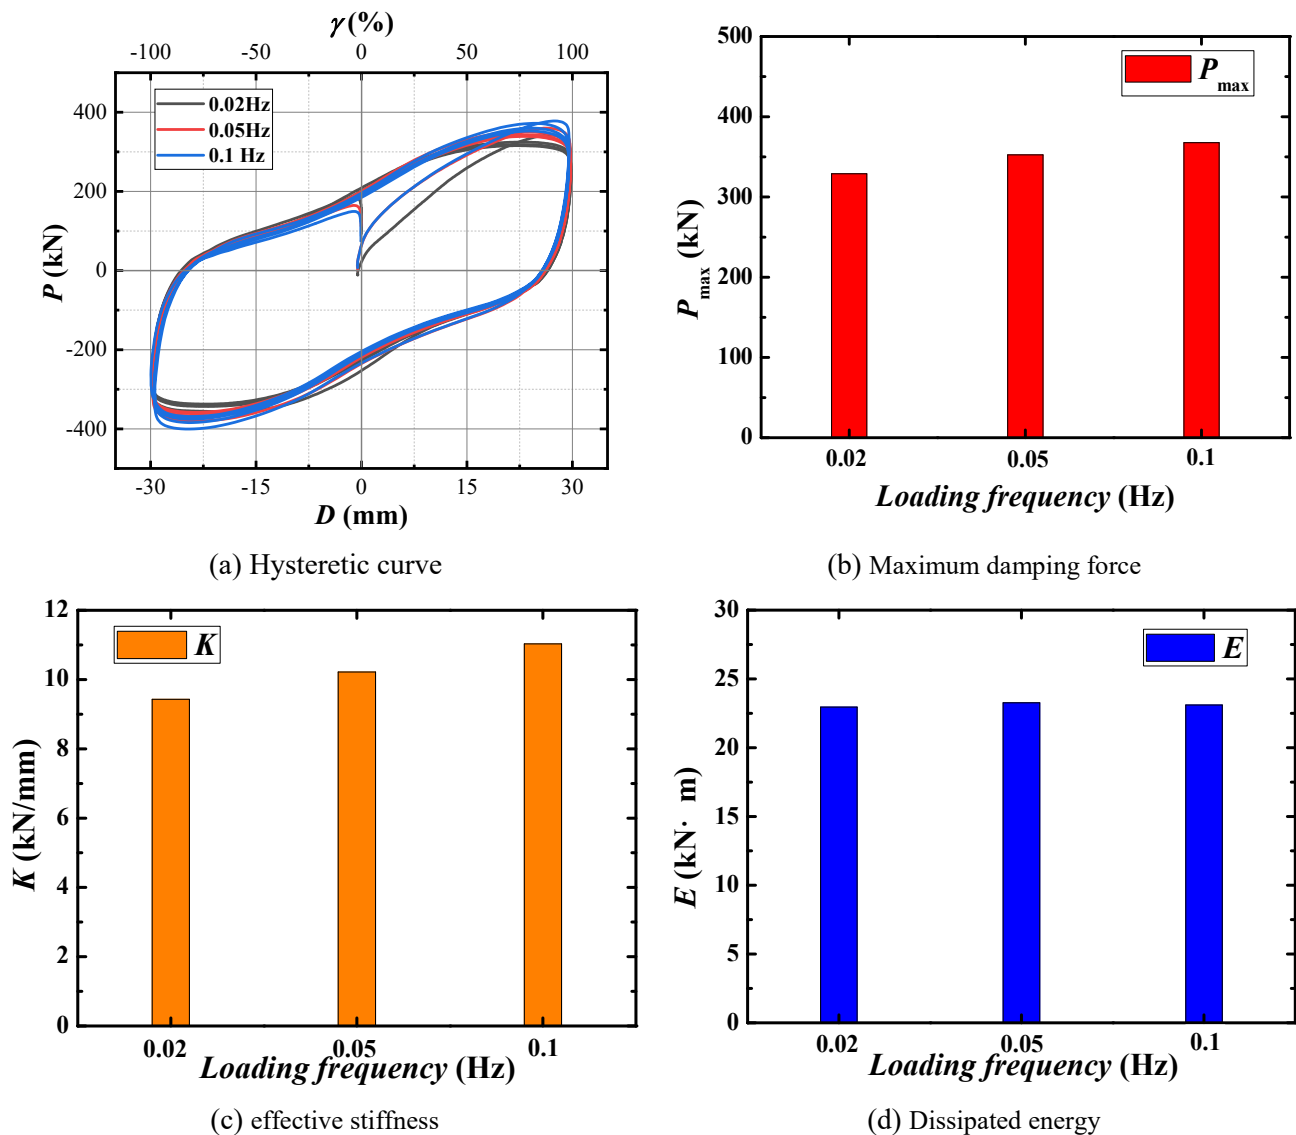 γ (%)
-100 -50 0 50 100
0.02Hz
0.05Hz
0.1 Hz
400
200
0
-200
-400
P (kN)
-30 -15 0 15 30
D (mm)
(a) Hysteretic curve
500
400
300
200
100
0
P max (kN)
P max
0.02 0.05 0.1
Loading frequency (Hz)
(b) Maximum damping force
12
10
8
6
4
2
0
K (kN/mm)
K
0.02 0.05 0.1
Loading frequency (Hz)
(c) effective stiffness
30
25
20
15
10
5
0
E (kN· m)
E
0.02 0.05 0.1
Loading frequency (Hz)
(d) Dissipated energy